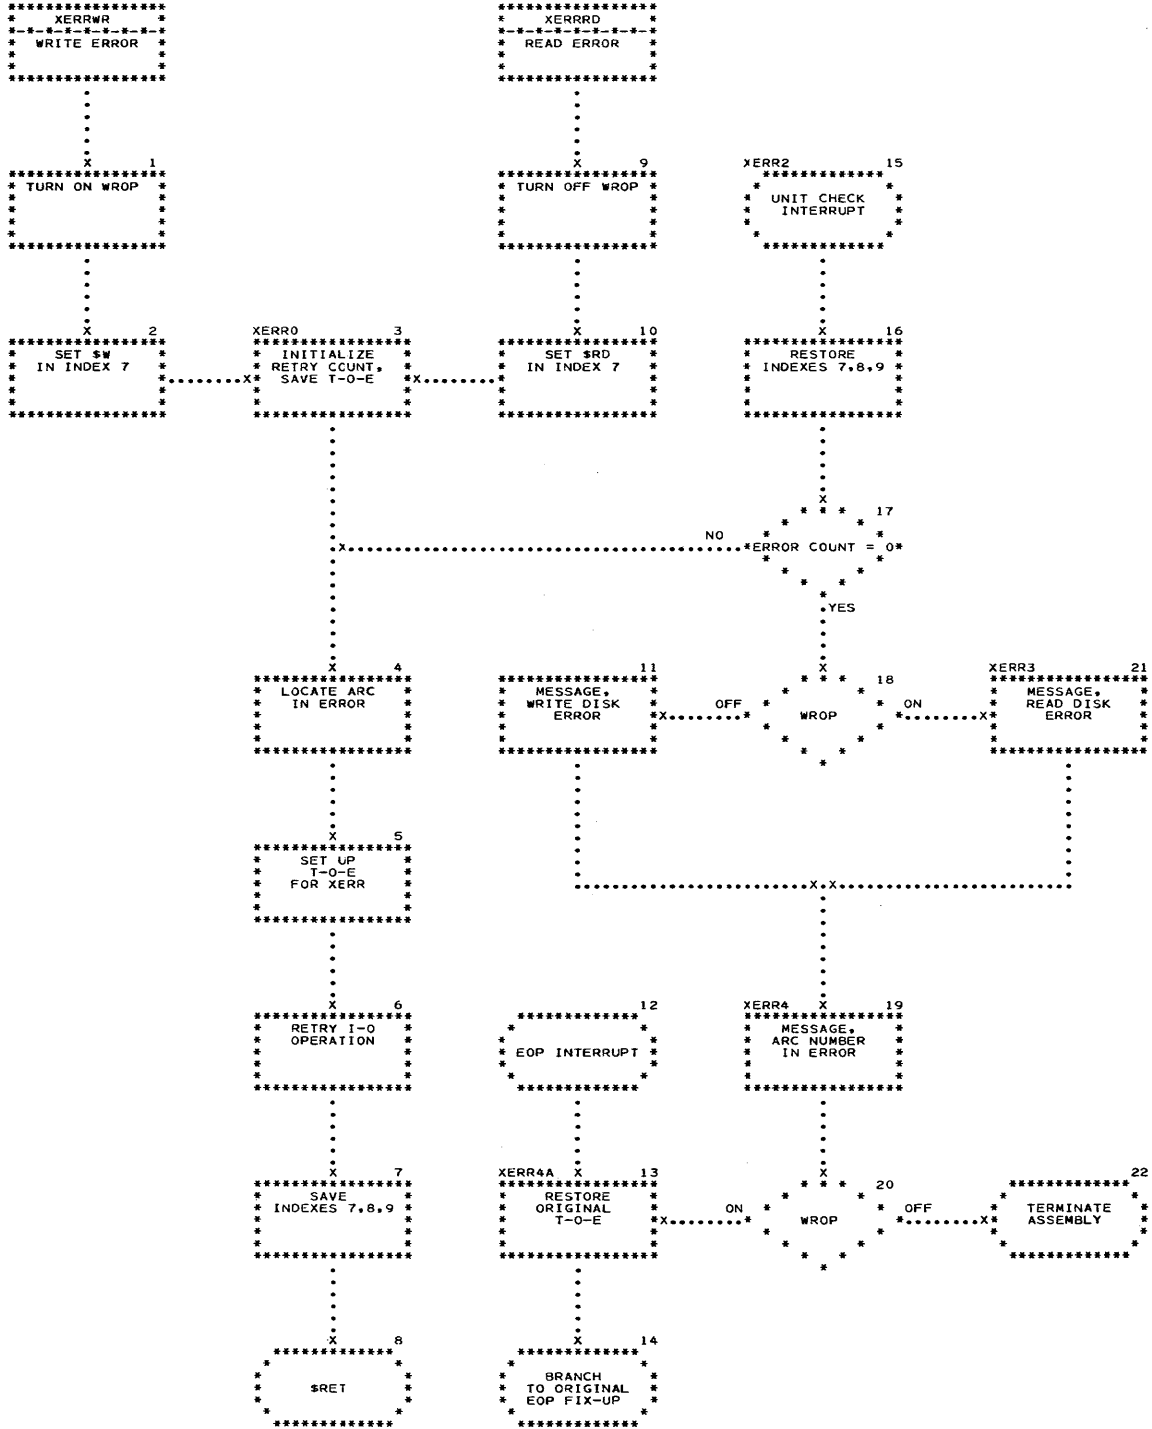 XERRWR
WRITE ERROR
XERRRD
READ ERROR
1
TURN ON WROP
9
TURN OFF WROP
XERR2
15
UNIT CHECK
INTERRUPT
2
SET $W
IN INDEX 7
XERR0
3
INITIALIZE
RETRY CCUNT,
SAVE T-O-E
10
SET $RD
IN INDEX 7
16
RESTORE
INDEXES 7,8,9
17
ERROR COUNT = 0
NO
YES
4
LOCATE ARC
IN ERROR
11
MESSAGE,
WRITE DISK
ERROR
OFF
18
WROP
ON
XERR3
21
MESSAGE,
READ DISK
ERROR
5
SET UP
T-O-E
FOR XERR
6
RETRY I-O
OPERATION
12
EOP INTERRUPT
XERR4
19
MESSAGE,
ARC NUMBER
IN ERROR
7
SAVE
INDEXES 7,8,9
XERR4A
13
RESTORE
ORIGINAL
T-O-E
ON
20
WROP
OFF
22
TERMINATE
ASSEMBLY
8
$RET
14
BRANCH
TO ORIGINAL
EOP FIX-UP